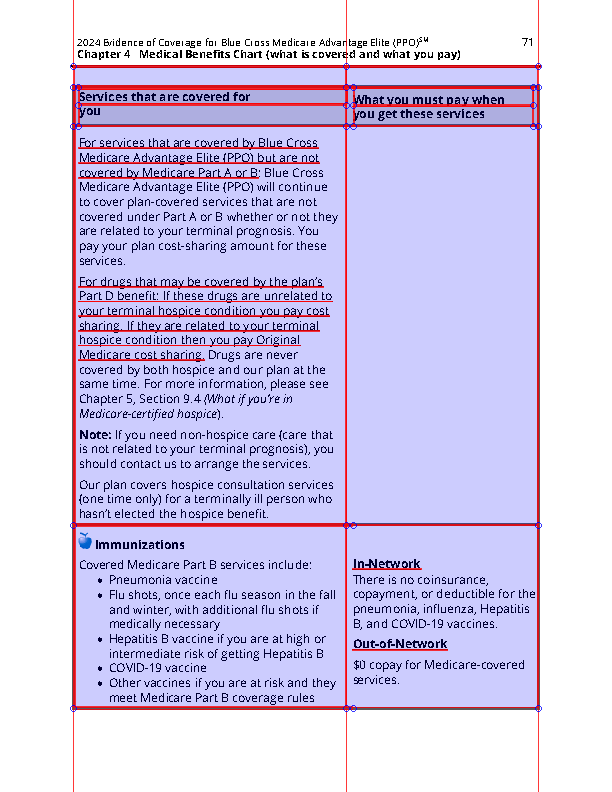 2024 Evidence of Coverage for Blue Cross Medicare Advantage Elite (PPO)SM 71
Chapter 4 Medical Benefits Chart (what is covered and what you pay)
Services that are covered for
you
What you must pay when
you get these services
For services that are covered by Blue Cross
Medicare Advantage Elite (PPO) but are not
covered by Medicare Part A or B: Blue Cross
Medicare Advantage Elite (PPO) will continue
to cover plan-covered services that are not
covered under Part A or B whether or not they
are related to your terminal prognosis. You
pay your plan cost-sharing amount for these
services.
For drugs that may be covered by the plan's
Part D benefit: If these drugs are unrelated to
your terminal hospice condition you pay cost
sharing. If they are related to your terminal
hospice condition then you pay Original
Medicare cost sharing. Drugs are never
covered by both hospice and our plan at the
same time. For more information, please see
Chapter 5, Section 9.4 (What if you're in
Medicare-certified hospice).
Note: If you need non-hospice care (care that
is not related to your terminal prognosis), you
should contact us to arrange the services.
Our plan covers hospice consultation services
(one time only) for a terminally ill person who
hasn't elected the hospice benefit.
Immunizations
Covered Medicare Part B services include:
• Pneumonia vaccine
• Flu shots, once each flu season in the fall
and winter, with additional flu shots if
medically necessary
• Hepatitis B vaccine if you are at high or
intermediate risk of getting Hepatitis B
• COVID-19 vaccine
• Other vaccines if you are at risk and they
meet Medicare Part B coverage rules
In-Network
There is no coinsurance,
copayment, or deductible for the
pneumonia, influenza, Hepatitis
B, and COVID-19 vaccines.
Out-of-Network
$0 copay for Medicare-covered
services.